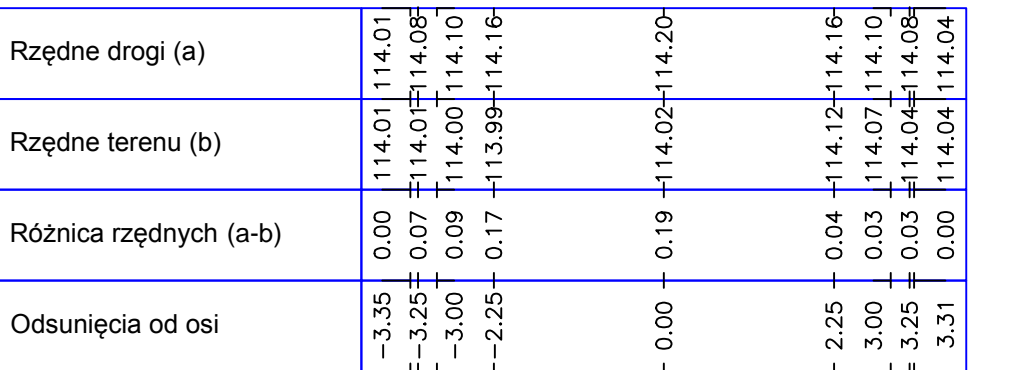 Rzędne drogi (a) 114.01 114.08 114.10 114.16 114.20 114.16 114.10 114.08 114.04
Rzędne terenu (b) 114.01 114.01 114.00 113.99 114.02 114.12 114.07 114.04 114.04
Różnica rzędnych (a-b) 0.00 0.07 0.09 0.17 0.19 0.04 0.03 0.03 0.00
Odsunięcia od osi -3.35 -3.25 -3.00 -2.25 0.00 2.25 3.00 3.25 3.31